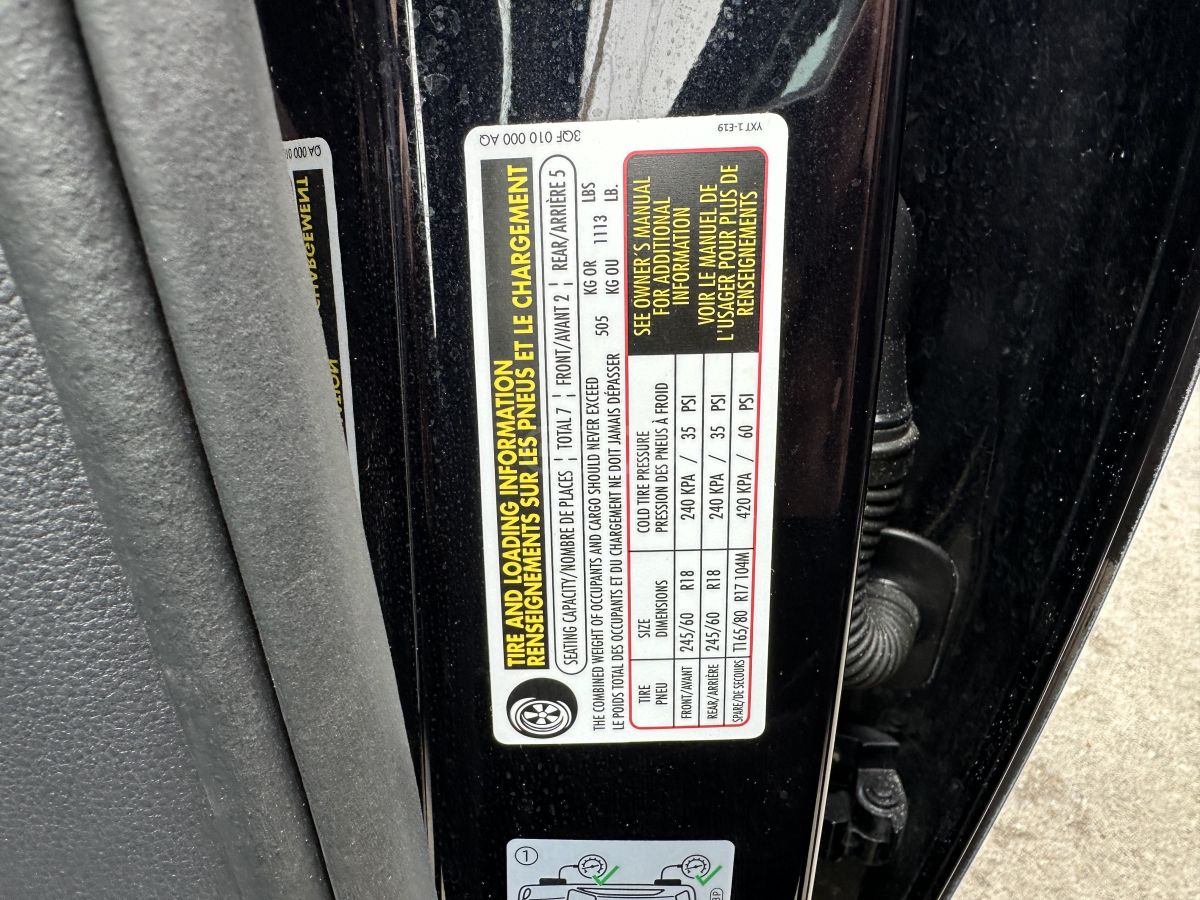 3QF 010 000 AQ
TIRE AND LOADING INFORMATION
RENSEIGNEMENTS SUR LES PNEUS ET LE CHARGEMENT
SEATING CAPACITY/NOMBRE DE PLACES ¦ TOTAL 7 ¦ FRONT/AVANT 2 ¦ REAR/ARRIÈRE 5
THE COMBINED WEIGHT OF OCCUPANTS AND CARGO SHOULD NEVER EXCEED 505 KG OR 1113 LBS
LE POIDS TOTAL DES OCCUPANTS ET DU CHARGEMENT NE DOIT JAMAIS DÉPASSER KG OU LB.
TIRE SIZE COLD TIRE PRESSURE
PNEU DIMENSIONS PRESSION DES PNEUS À FROID
FRONT/AVANT 245/60 R18 240 KPA / 35 PSI
REAR/ARRIÈRE 245/60 R18 240 KPA / 35 PSI
SPARE/DE SECOURS T165/80 R17 104M 420 KPA / 60 PSI
SEE OWNER'S MANUAL
FOR ADDITIONAL
INFORMATION
VOIR LE MANUEL DE
L'USAGER POUR PLUS DE
RENSEIGNEMENTS
YXT 1-E19
1